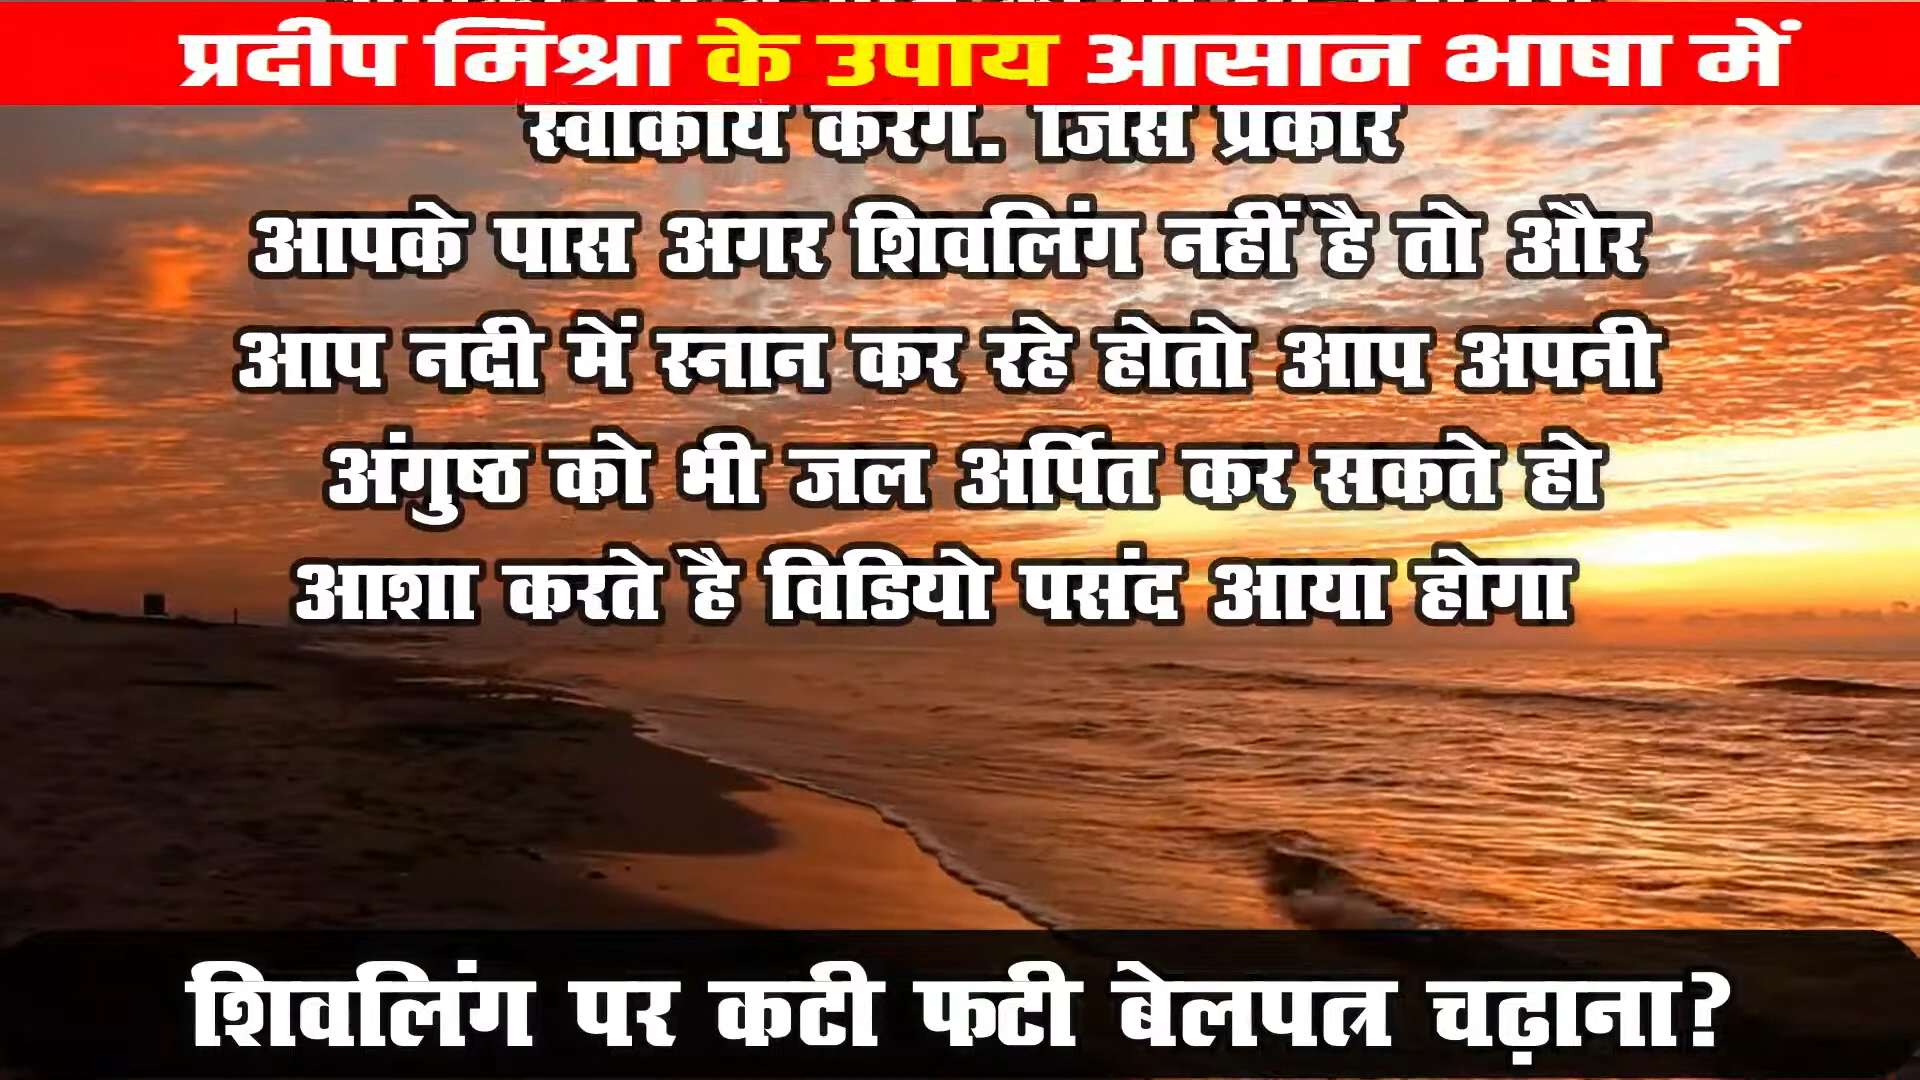 प्रदीप मिश्रा के उपाय आसान भाषा में
करेंगे. जिस प्रकार
आपके पास अगर शिवलिंग नहीं है तो और
आप नदी में स्नान कर रहे होतो आप अपनी
अंगुष्ठ को भी जल अर्पित कर सकते हो
आशा करते है विडियो पसंद आया होगा
शिवलिंग पर कटी फटी बेलपत्र चढ़ाना?